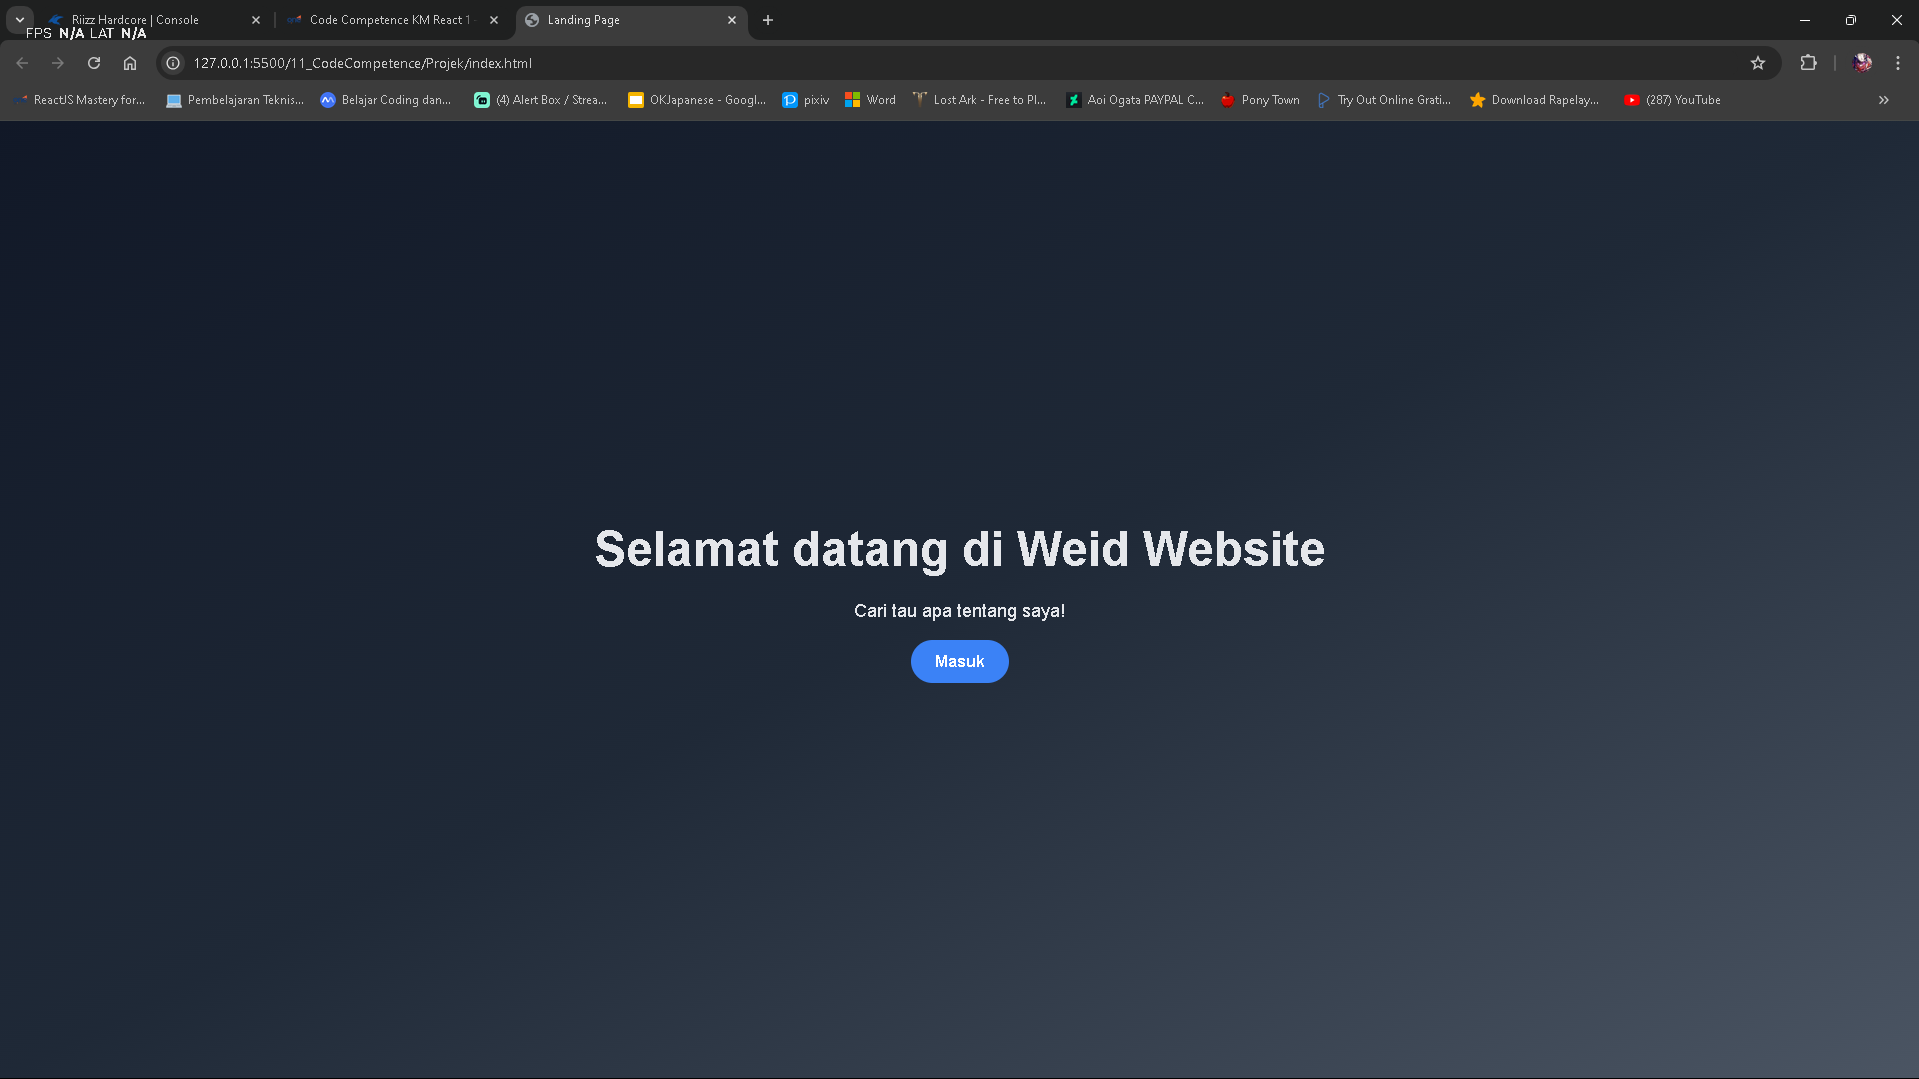 Riizz Hardcore | Console
Code Competence KM React 1 -
Landing Page
FPS N/A LAT N/A
127.0.0.1:5500/11_CodeCompetence/Projek/index.html
ReactJS Mastery for...
Pembelajaran Teknis...
Belajar Coding dan...
(4) Alert Box / Strea...
OKJapanese - Googl...
pixiv
Word
Lost Ark - Free to Pl...
Aoi Ogata PAYPAL C...
Pony Town
Try Out Online Grati...
Download Rapelay...
(287) YouTube
Selamat datang di Weid Website
Cari tau apa tentang saya!
Masuk